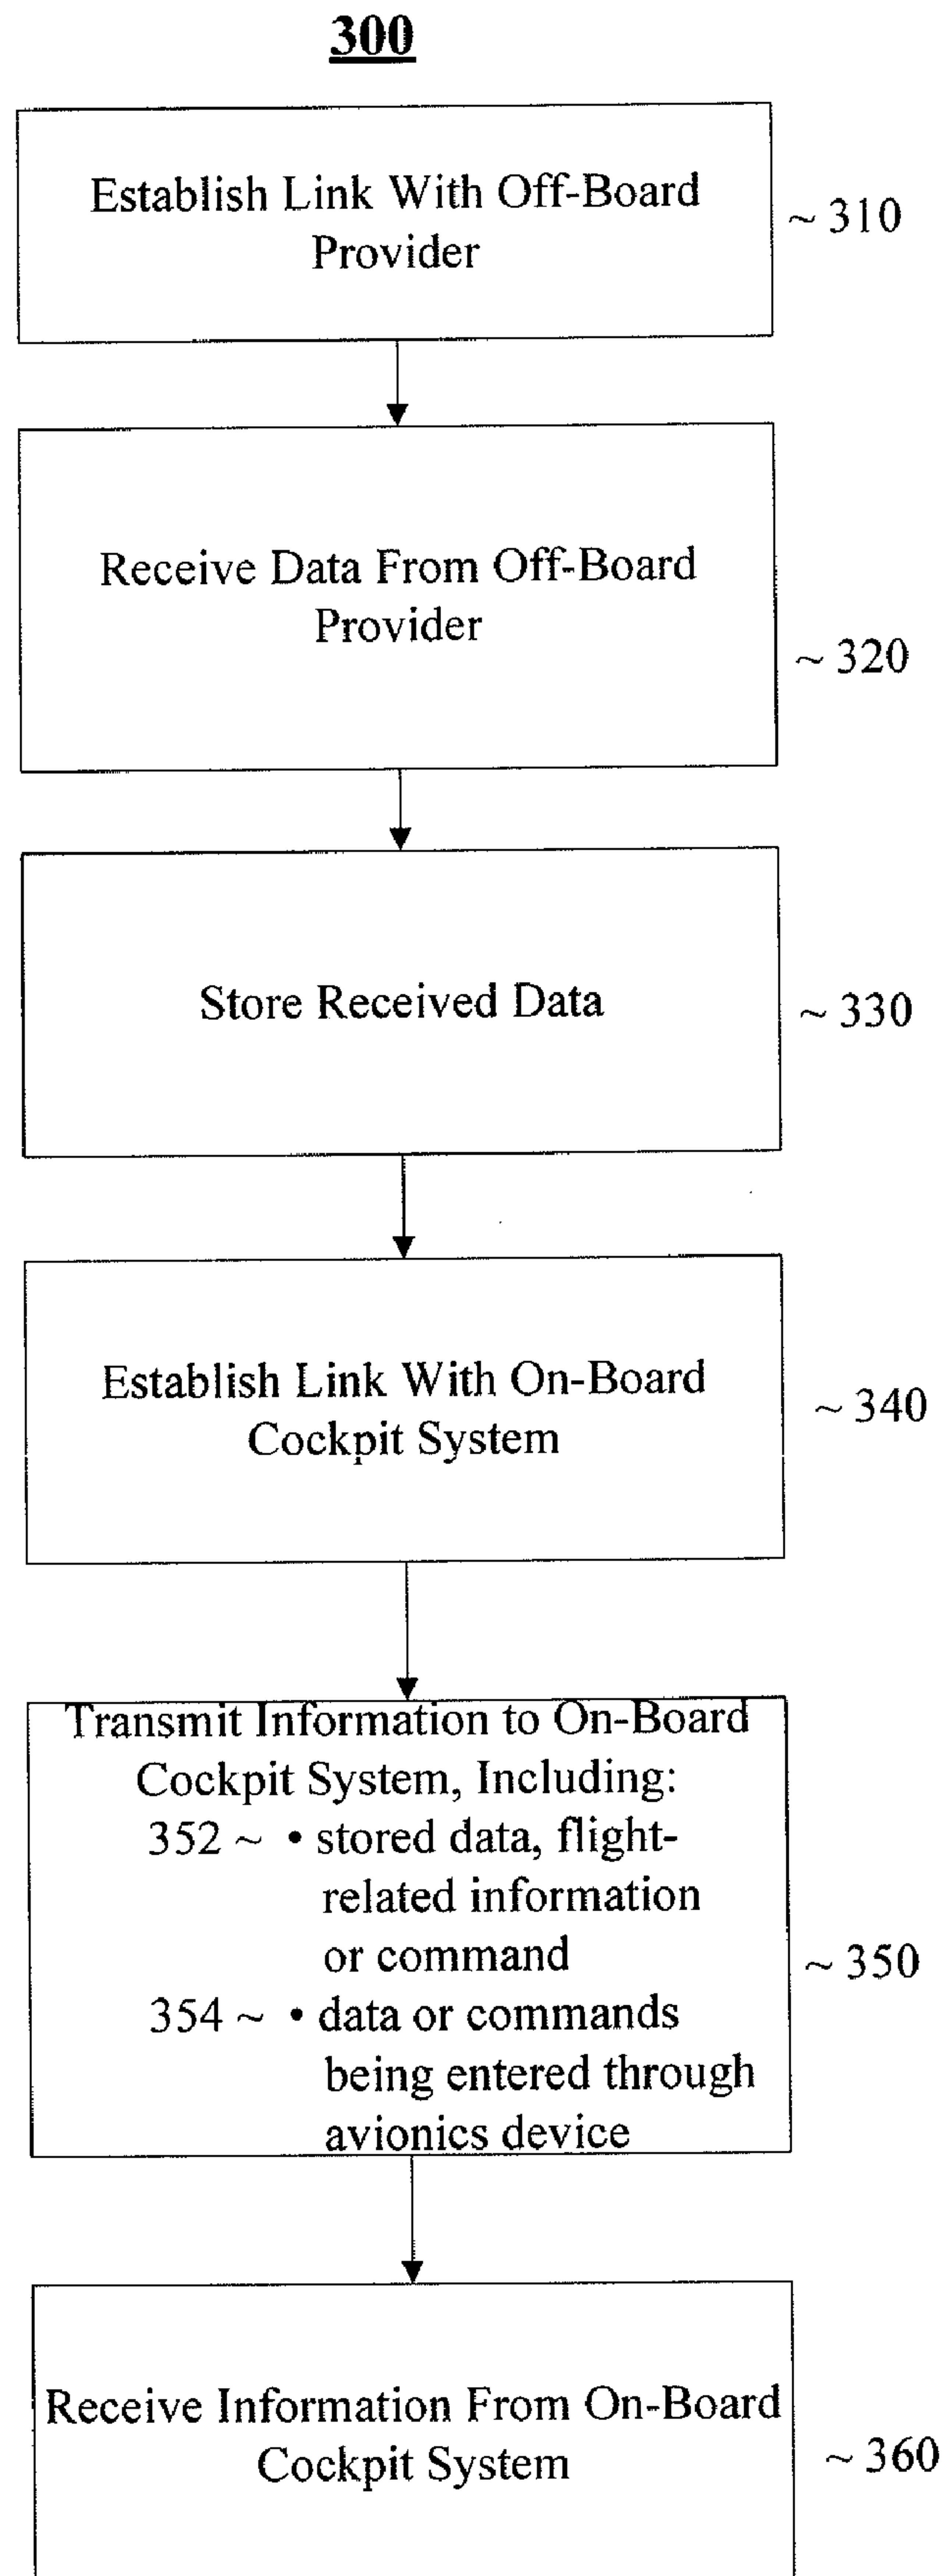 300
Establish Link With Off-Board
Provider
~ 310
Receive Data From Off-Board
Provider
~ 320
Store Received Data
~ 330
Establish Link With On-Board
Cockpit System
~ 340
Transmit Information to On-Board
Cockpit System, Including:
352 ~ • stored data, flight-
related information
or command
~ 350
354 ~ • data or commands
being entered through
avionics device
Receive Information From On-Board
Cockpit System
~ 360